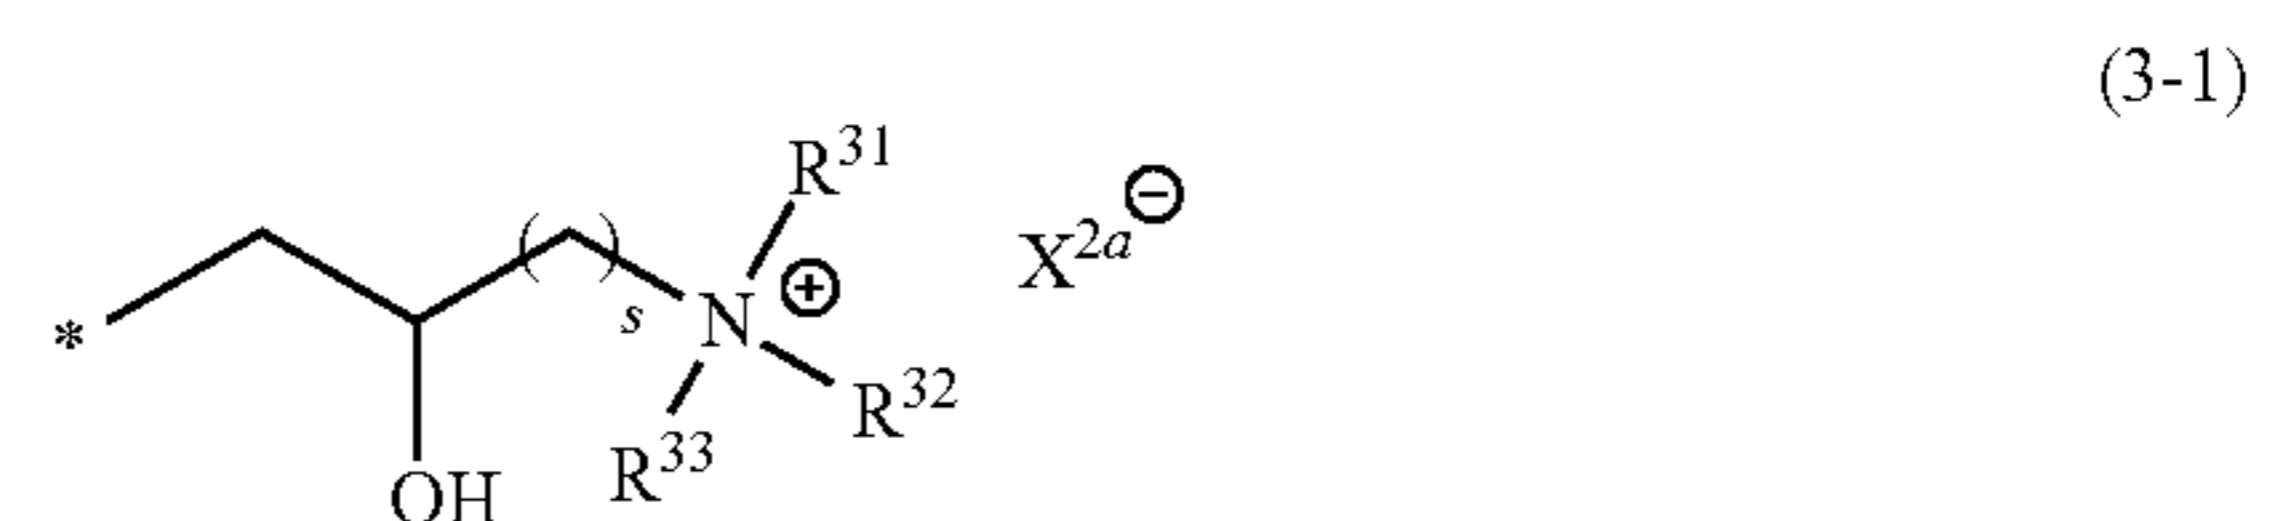 (3-1)
R³¹
X²ᵃ ⊖
* ( ) s N ⊕
R³²
R³³
OH